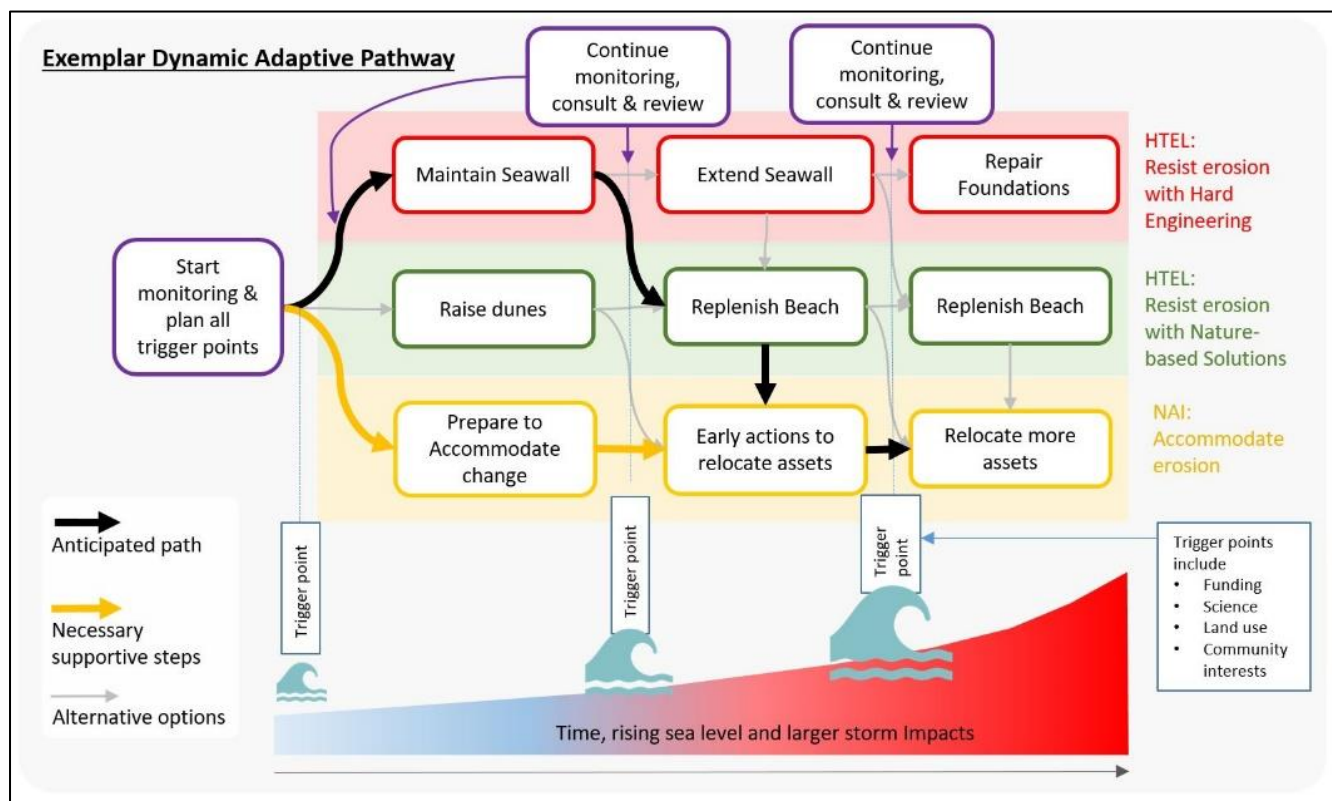 Exemplar Dynamic Adaptive Pathway
Continue
monitoring,
consult & review
Continue
monitoring,
consult & review
Maintain Seawall
Extend Seawall
Repair
Foundations
HTEL:
Resist erosion
with Hard
Engineering
Start
monitoring &
plan all
trigger points
Raise dunes
Replenish Beach
Replenish Beach
HTEL:
Resist erosion
with Nature-
based Solutions
Prepare to
Accommodate
change
Early actions to
relocate assets
Relocate more
assets
NAI:
Accommodate
erosion
Anticipated path
Necessary
supportive steps
Alternative options
Trigger point
Trigger point
Trigger
point
Trigger points
include
• Funding
• Science
• Land use
• Community
interests
Time, rising sea level and larger storm Impacts